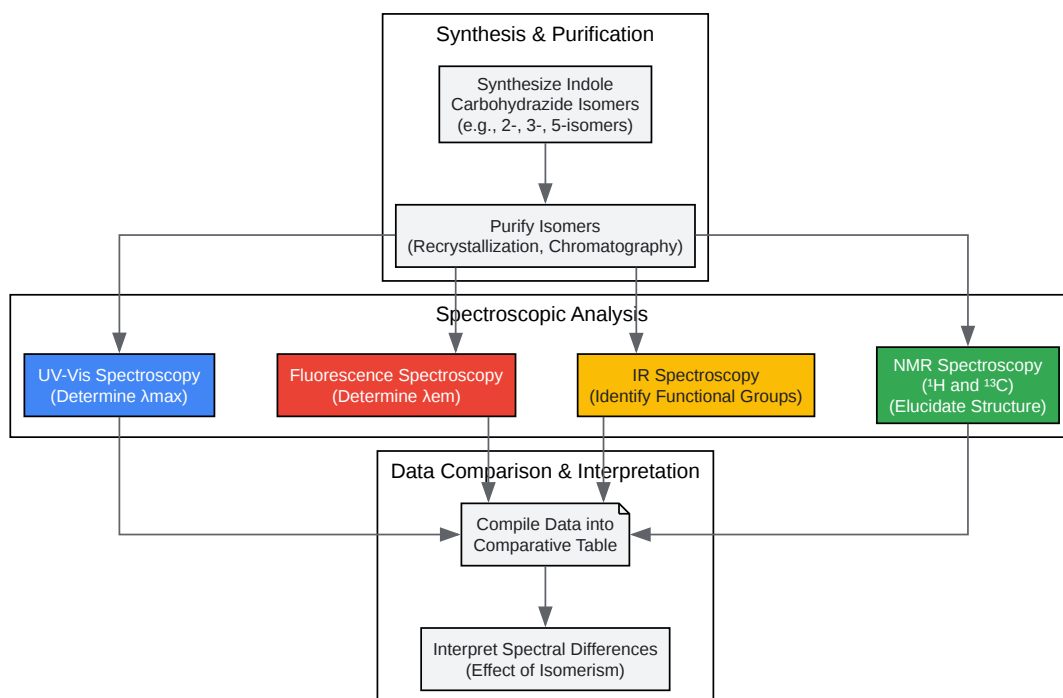 Synthesis & Purification
Synthesize Indole
Carbohydrazide Isomers
(e.g., 2-, 3-, 5-isomers)
Purify Isomers
(Recrystallization, Chromatography)
Spectroscopic Analysis
UV-Vis Spectroscopy
(Determine λmax)
Fluorescence Spectroscopy
(Determine λem)
IR Spectroscopy
(Identify Functional Groups)
NMR Spectroscopy
(¹H and ¹³C)
(Elucidate Structure)
Data Comparison & Interpretation
Compile Data into
Comparative Table
Interpret Spectral Differences
(Effect of Isomerism)